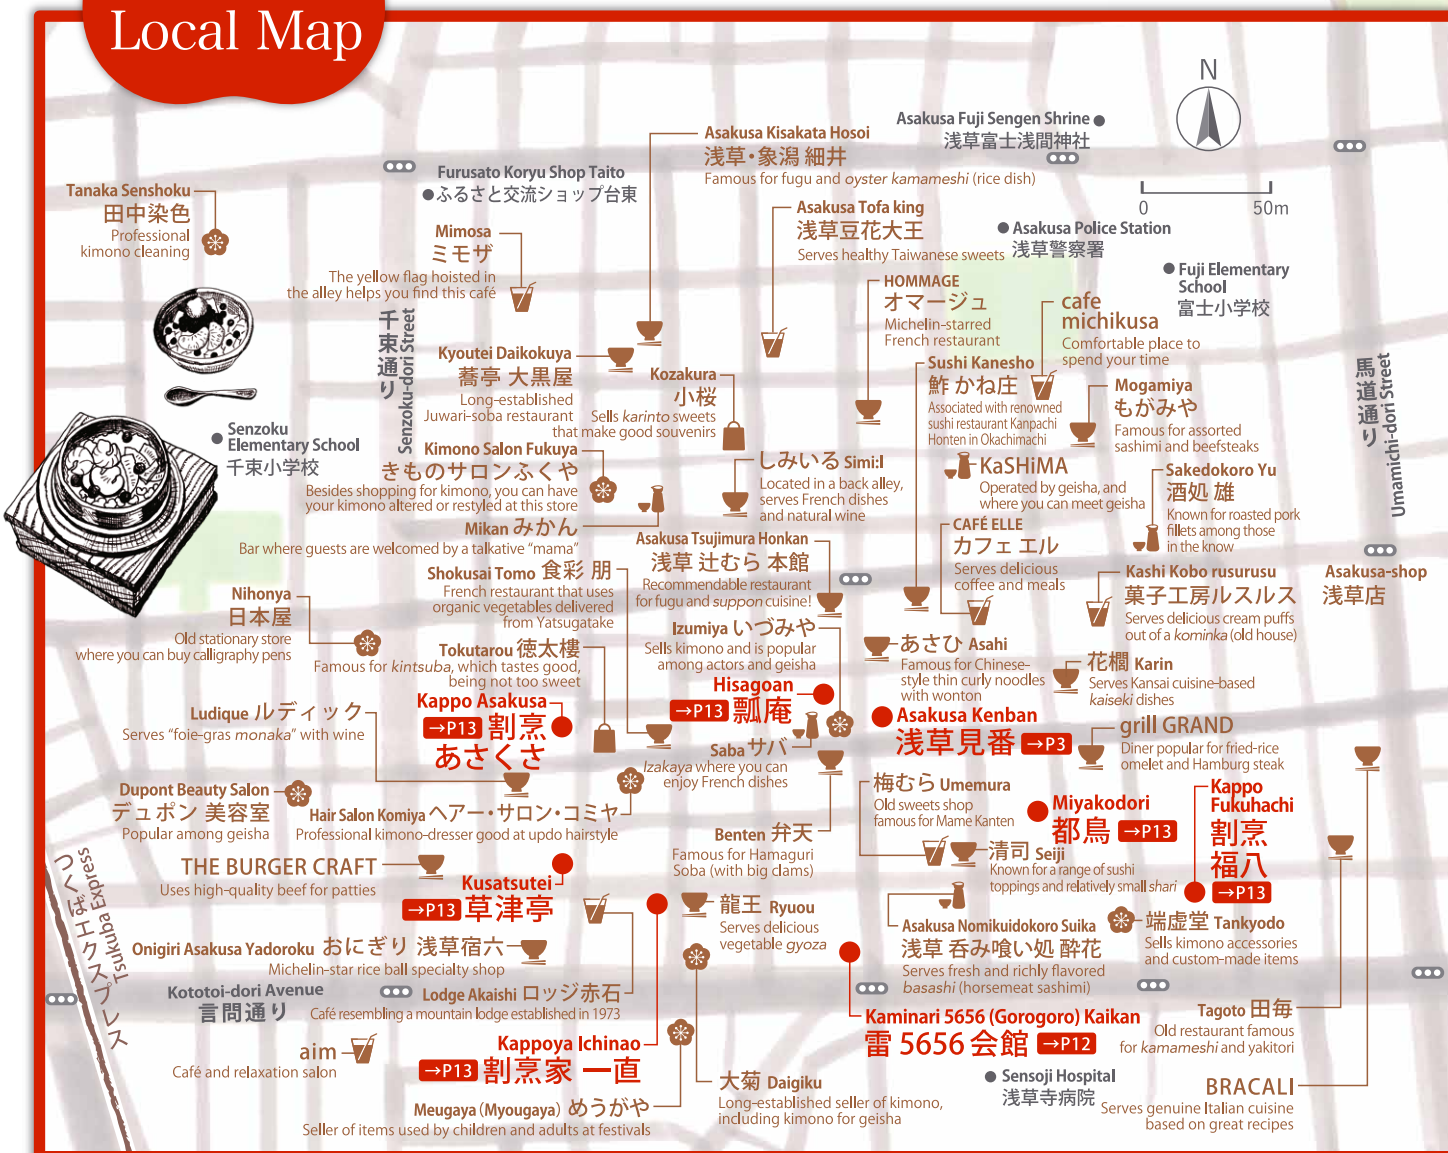 Local Map
N
0 50m
Asakusa Fuji Sengen Shrine
浅草富士浅間神社
Asakusa Kisakata Hosoi
浅草・象潟 細井
Famous for fugu and oyster kamameshi (rice dish)
Furusato Koryu Shop Taito
ふるさと交流ショップ台東
Tanaka Senshoku
田中染色
Professional
kimono cleaning
Asakusa Tofa king
浅草豆花大王
Serves healthy Taiwanese sweets
Asakusa Police Station
浅草警察署
Mimosa
ミモザ
The yellow flag hoisted in
the alley helps you find this café
Fuji Elementary
School
富士小学校
HOMMAGE
オマージュ
Michelin-starred
French restaurant
cafe
michikusa
Comfortable place to
spend your time
千束通り
Senzoku-dori Street
Kyoutei Daikokuya
蕎亭 大黒屋
Long-established
Juwari-soba restaurant
Kozakura
小桜
Sells karinto sweets
that make good souvenirs
Sushi Kanesho
鮓 かね庄
Associated with renowned
sushi restaurant Kanpachi
Honten in Okachimachi
Mogamiya
もがみや
Famous for assorted
sashimi and beefsteaks
馬道通り
Umamichi-dori Street
Senzoku
Elementary School
千束小学校
Kimono Salon Fukuya
きものサロンふくや
Besides shopping for kimono, you can have
your kimono altered or restyled at this store
しみいる Simi:l
Located in a back alley,
serves French dishes
and natural wine
KaSHiMA
Operated by geisha, and
where you can meet geisha
Sakedokoro Yu
酒処 雄
Known for roasted pork
fillets among those
in the know
Mikan みかん
Bar where guests are welcomed by a talkative “mama”
CAFÉ ELLE
カフェ エル
Serves delicious
coffee and meals
Asakusa Tsujimura Honkan
浅草 辻むら 本館
Recommendable restaurant
for fugu and suppon cuisine!
Shokusai Tomo 食彩 朋
French restaurant that uses
organic vegetables delivered
from Yatsugatake
Kashi Kobo rusurusu
菓子工房ルスルス
Serves delicious cream puffs
out of a kominka (old house)
Asakusa-shop
浅草店
Nihonya
日本屋
Old stationary store
where you can buy calligraphy pens
Izumiya いづみや
Sells kimono and is popular
among actors and geisha
Tokutarou 徳太樓
Famous for kintsuba, which tastes good,
being not too sweet
あさひ Asahi
Famous for Chinese-
style thin curly noodles
with wonton
花櫚 Karin
Serves Kansai cuisine-based
kaiseki dishes
Kappo Asakusa
→P13 割烹
あさくさ
Hisagoan
→P13 瓢庵
Asakusa Kenban
浅草見番 →P3
Ludique ルディック
Serves “foie-gras monaka” with wine
grill GRAND
Diner popular for fried-rice
omelet and Hamburg steak
Saba サバ
Izakaya where you can
enjoy French dishes
Dupont Beauty Salon
デュポン 美容室
Popular among geisha
Hair Salon Komiya ヘアー・サロン・コミヤ
Professional kimono-dresser good at updo hairstyle
梅むら Umemura
Old sweets shop
famous for Mame Kanten
Miyakodori
都鳥 →P13
Kappo
Fukuhachi
割烹
福八
→P13
Benten 弁天
Famous for Hamaguri
Soba (with big clams)
清司 Seiji
Known for a range of sushi
toppings and relatively small shari
THE BURGER CRAFT
Uses high-quality beef for patties
Kusatsutei
→P13 草津亭
龍王 Ryuou
Serves delicious
vegetable gyoza
Asakusa Nomikuidokoro Suika
浅草 呑み喰い処 酔花
Serves fresh and richly flavored
basashi (horsemeat sashimi)
端虚堂 Tankyodo
Sells kimono accessories
and custom-made items
つくばエクスプレス
Tsukuba Express
Onigiri Asakusa Yadoroku おにぎり 浅草宿六
Michelin-star rice ball specialty shop
Kototoi-dori Avenue
言問通り
Lodge Akaishi ロッジ赤石
Café resembling a mountain lodge established in 1973
Kaminari 5656 (Gorogoro) Kaikan
雷 5656 会館 →P12
Tagoto 田毎
Old restaurant famous
for kamameshi and yakitori
aim
Café and relaxation salon
Kappoya Ichinao
→P13 割烹家 一直
Sensoji Hospital
浅草寺病院
大菊 Daigiku
Long-established seller of kimono,
including kimono for geisha
BRACALI
Serves genuine Italian cuisine
based on great recipes
Meugaya (Myougaya) めうがや
Seller of items used by children and adults at festivals